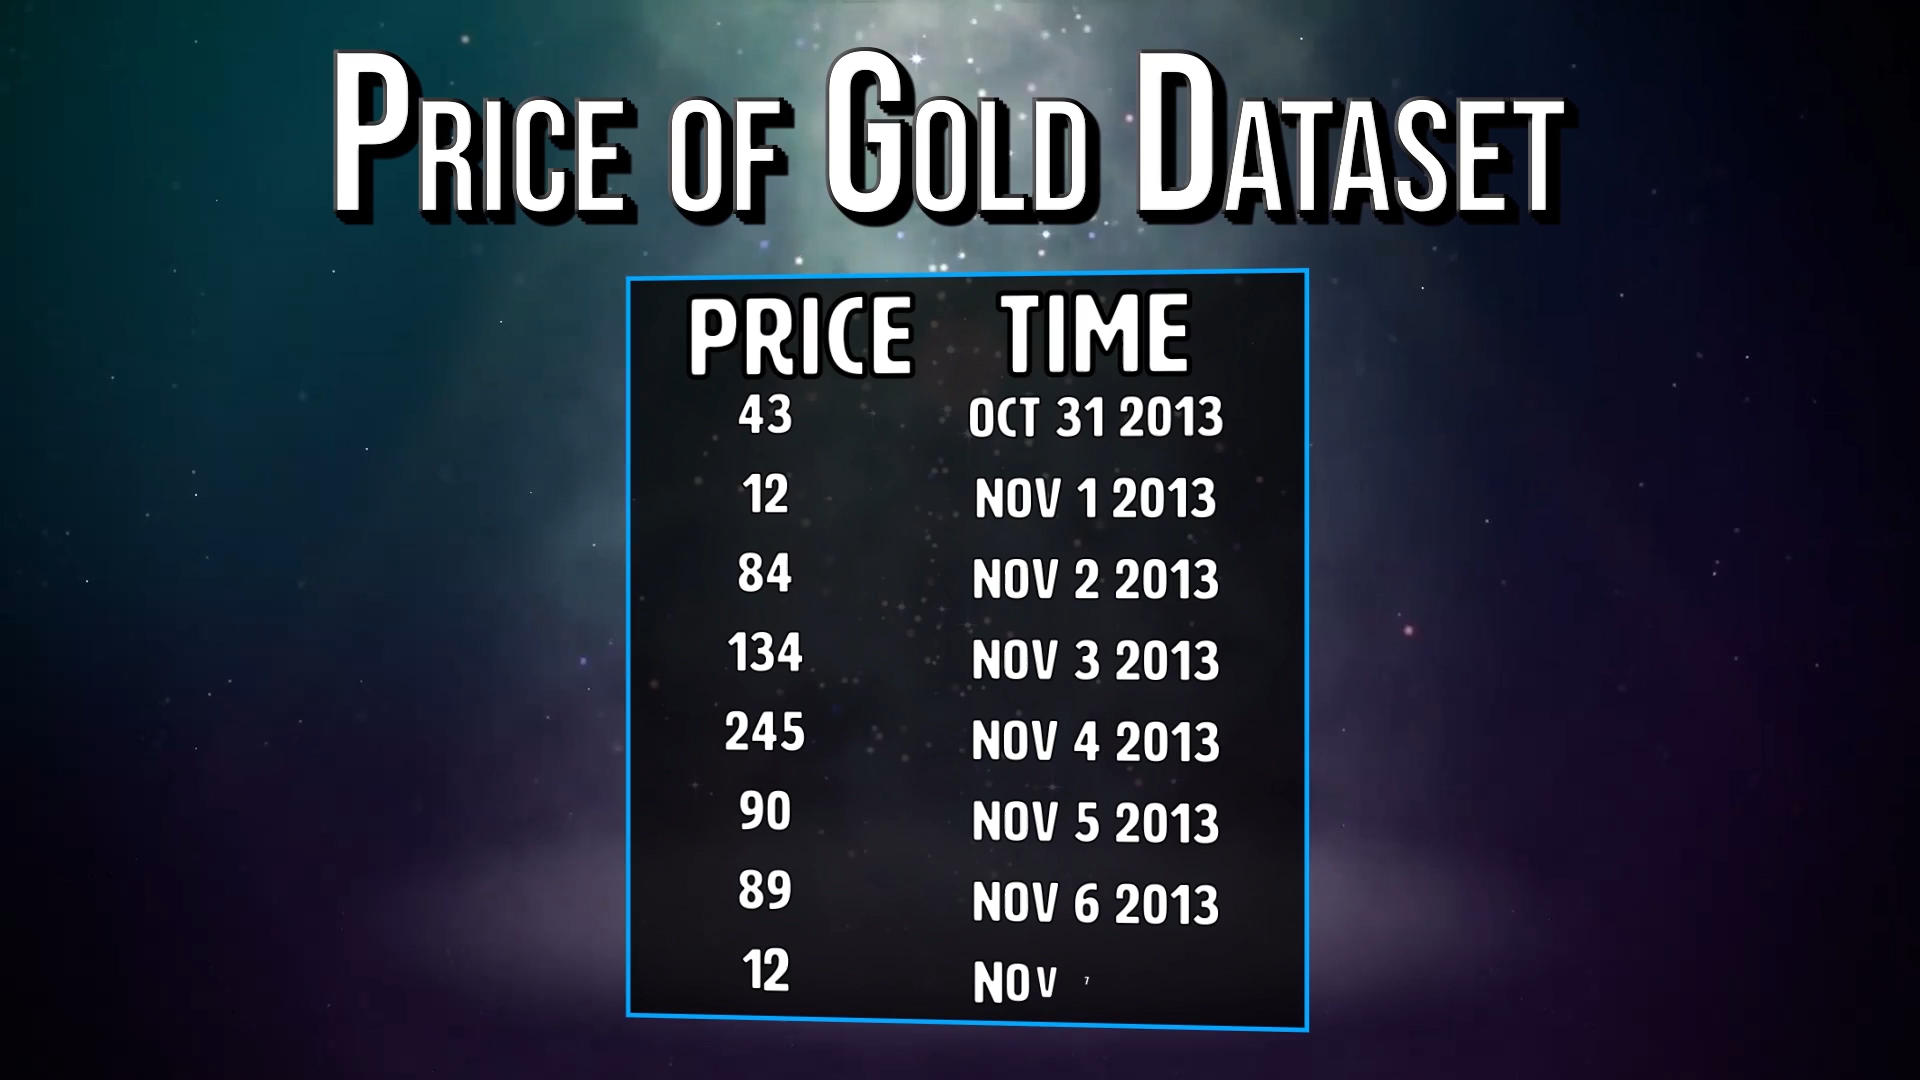 PRICE OF GOLD DATASET
PRICE TIME
43 OCT 31 2013
12 NOV 1 2013
84 NOV 2 2013
134 NOV 3 2013
245 NOV 4 2013
90 NOV 5 2013
89 NOV 6 2013
12 NOV 7